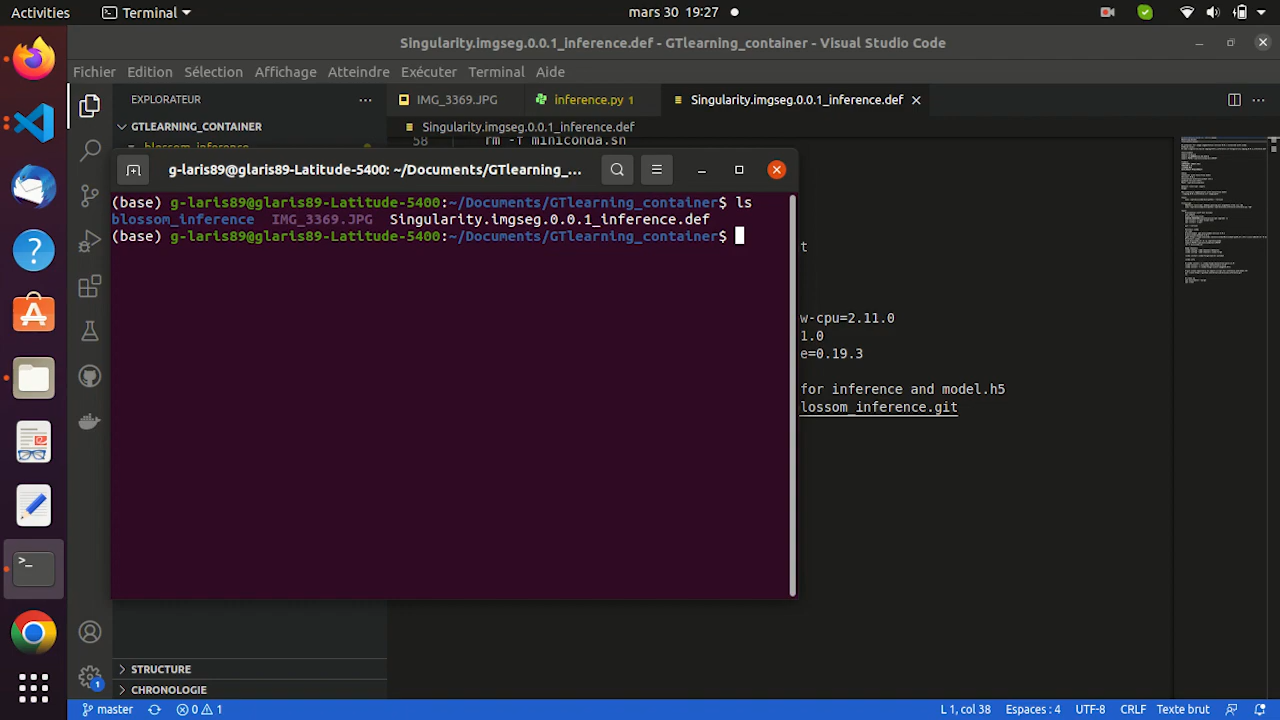 Activities
Terminal
mars 30 19:27
Singularity.imgseg.0.0.1_inference.def - GTlearning_container - Visual Studio Code
Fichier Edition Sélection Affichage Atteindre Exécuter Terminal Aide
EXPLORATEUR
IMG_3369.JPG
inference.py 1
Singularity.imgseg.0.0.1_inference.def
GTLEARNING_CONTAINER
Singularity.imgseg.0.0.1_inference.def
blossom_inference
58 rm -f miniconda.sh
g-laris89@glaris89-Latitude-5400: ~/Documents/GTlearning_...
(base) g-laris89@glaris89-Latitude-5400:~/Documents/GTlearning_container$ ls
blossom_inference IMG_3369.JPG Singularity.imgseg.0.0.1_inference.def
(base) g-laris89@glaris89-Latitude-5400:~/Documents/GTlearning_container$
t
w-cpu=2.11.0
1.0
e=0.19.3
for inference and model.h5
lossom_inference.git
STRUCTURE
CHRONOLOGIE
1
master
0
1
L 1, col 38
Espaces : 4
UTF-8
CRLF
Texte brut